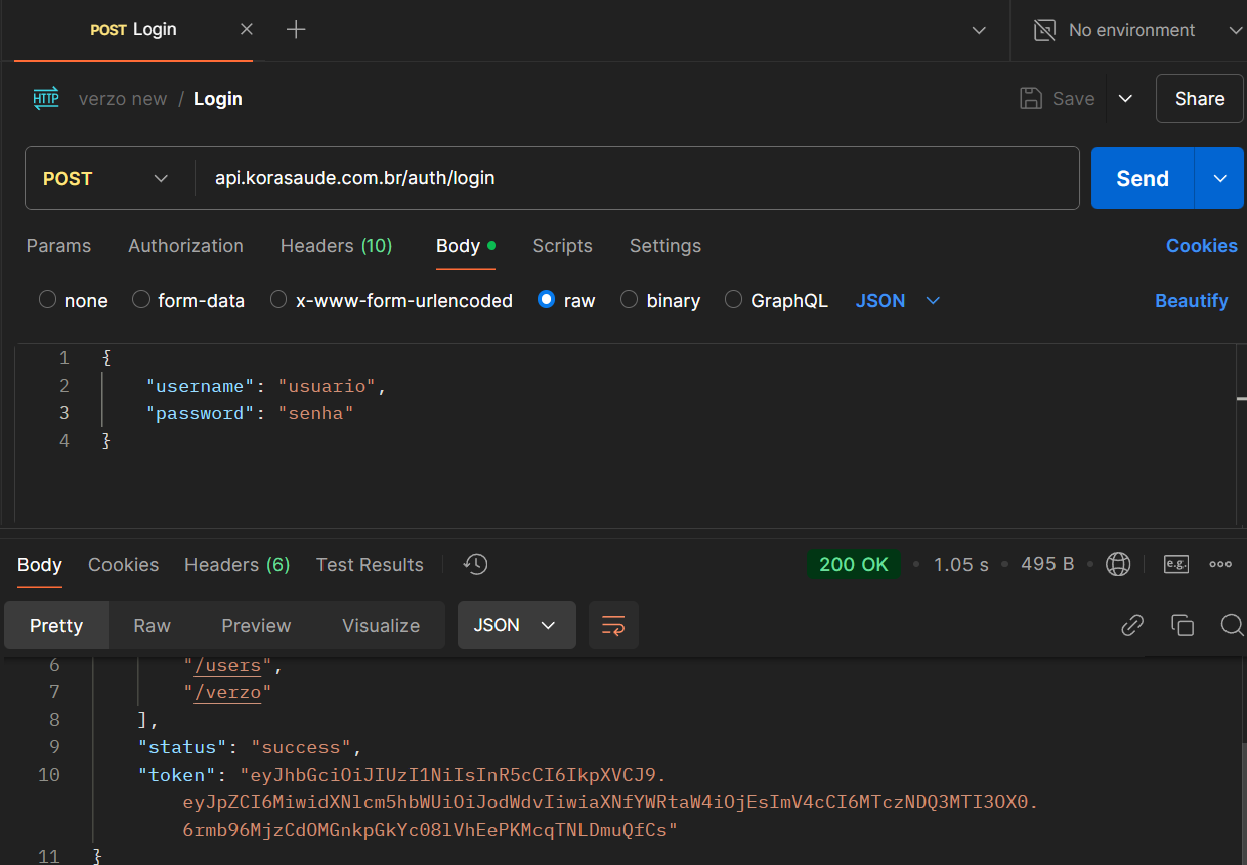 POST Login
No environment
HTTP verzo new / Login
Save
Share
POST
api.korasaude.com.br/auth/login
Send
Params Authorization Headers (10) Body Scripts Settings Cookies
none form-data x-www-form-urlencoded raw binary GraphQL JSON Beautify
1 {
2 "username": "usuario",
3 "password": "senha"
4 }
Body Cookies Headers (6) Test Results 200 OK • 1.05 s • 495 B • e.g.
Pretty Raw Preview Visualize JSON
6 "/users",
7 "/verzo"
8 ],
9 "status": "success",
10 "token": "eyJhbGciOiJIUzI1NiIsInR5cCI6IkpXVCJ9.
eyJpZCI6MiwidXNlcm5hbWUiOiJodWdvIiwiaXNfYWRtaW4iOjEsImV4cCI6MTczNDQ3MTI3OX0.
6rmb96MjzCdOMGnkpGkYc08lVhEePKMcqTNLDmuQfCs"
11 }